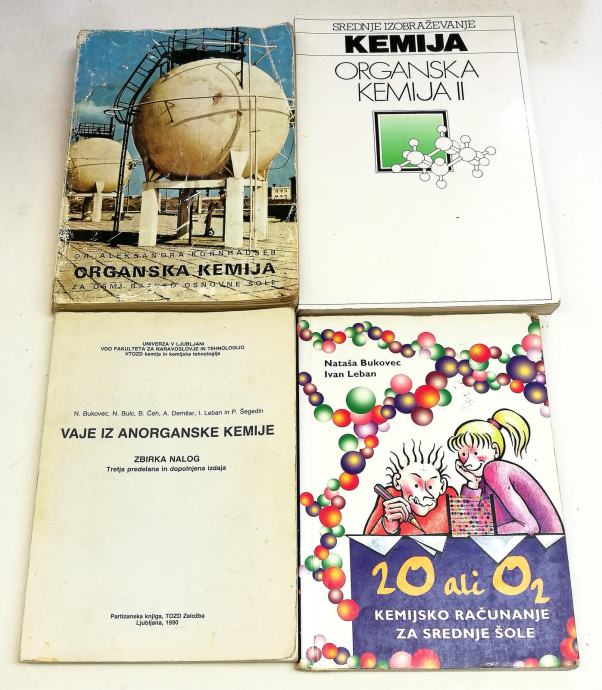 DR. ALEKSANDRA KORNHAUSER
ORGANSKA KEMIJA
ZA OSMI RAZRED OSNOVNE ŠOLE
SREDNJE IZOBRAŽEVANJE
KEMIJA
ORGANSKA
KEMIJA II
UNIVERZA V LJUBLJANI
VDO FAKULTETA ZA NARAVOSLOVJE IN TEHNOLOGIJO
VTOZD kemija in kemijska tehnologija
N. Bukovec, N. Bulc, B. Čeh, A. Demšar, I. Leban in P. Šegedin
VAJE IZ ANORGANSKE KEMIJE
ZBIRKA NALOG
Tretja predelana in dopolnjena izdaja
Partizanska knjiga, TOZD Založba
Ljubljana, 1990
Nataša Bukovec
Ivan Leban
2O ali O2
KEMIJSKO RAČUNANJE
ZA SREDNJE ŠOLE